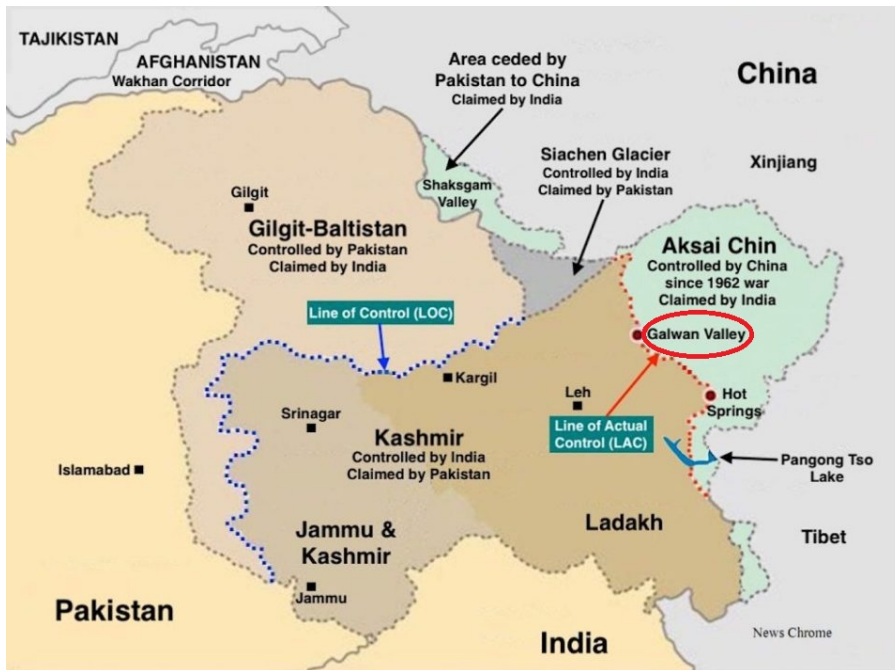 TAJIKISTAN
AFGHANISTAN
Wakhan Corridor
Area ceded by
Pakistan to China
Claimed by India
China
Xinjiang
Siachen Glacier
Controlled by India
Claimed by Pakistan
Shaksgam
Valley
Gilgit
Gilgit-Baltistan
Controlled by Pakistan
Claimed by India
Aksai Chin
Controlled by China
since 1962 war
Claimed by India
Line of Control (LOC)
Galwan Valley
Kargil
Leh
Hot
Springs
Srinagar
Line of Actual
Control (LAC)
Kashmir
Controlled by India
Claimed by Pakistan
Islamabad
Pangong Tso
Lake
Ladakh
Tibet
Jammu &
Kashmir
Jammu
Pakistan
India
News Chrome